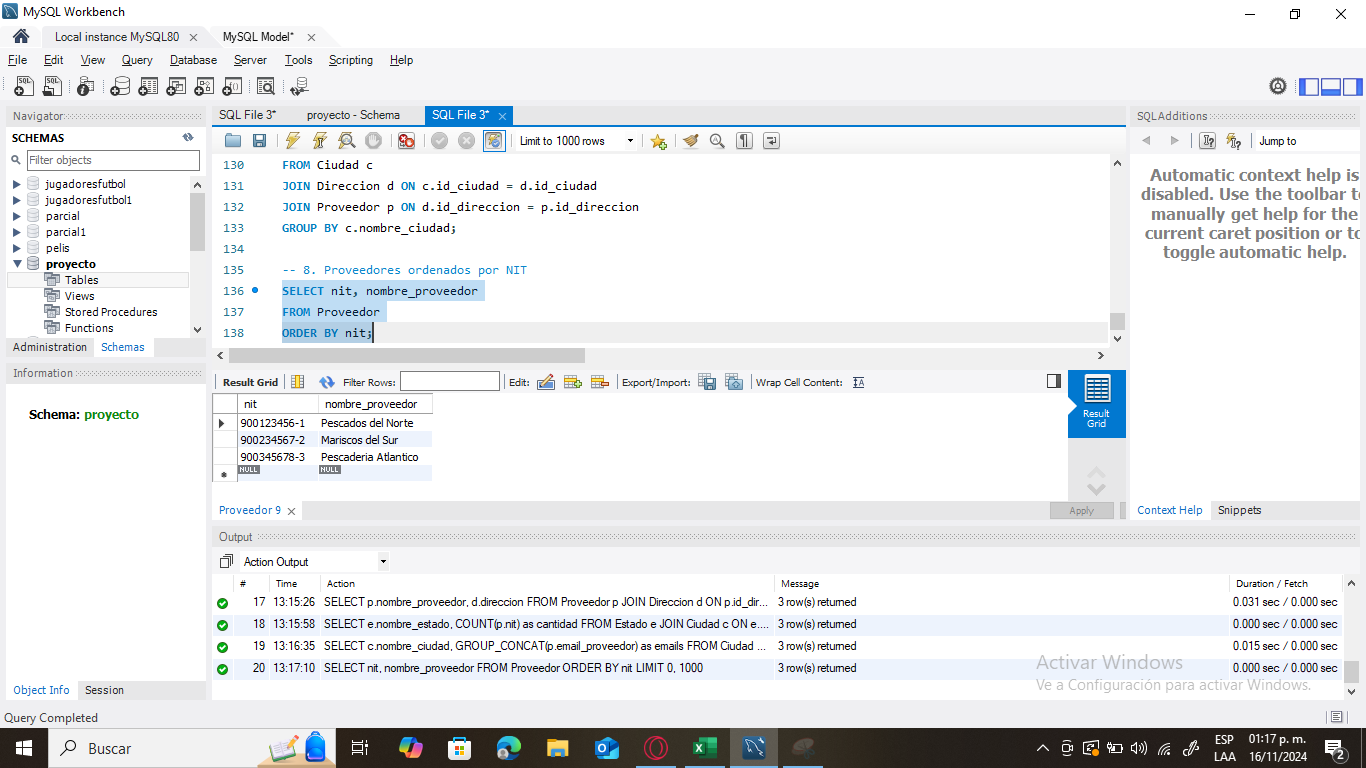 MySQL Workbench
Local instance MySQL80
MySQL Model*
File Edit View Query Database Server Tools Scripting Help
Navigator
SCHEMAS
Filter objects
jugadoresfutbol
jugadoresfutbol1
parcial
parcial1
pelis
proyecto
Tables
Views
Stored Procedures
Functions
Administration Schemas
Information
Schema: proyecto
Object Info Session
SQL File 3* proyecto - Schema SQL File 3*
Limit to 1000 rows
130 FROM Ciudad c
131 JOIN Direccion d ON c.id_ciudad = d.id_ciudad
132 JOIN Proveedor p ON d.id_direccion = p.id_direccion
133 GROUP BY c.nombre_ciudad;
134
135 -- 8. Proveedores ordenados por NIT
136 SELECT nit, nombre_proveedor
137 FROM Proveedor
138 ORDER BY nit;
Result Grid Filter Rows: Edit: Export/Import: Wrap Cell Content:
nit nombre_proveedor
900123456-1 Pescados del Norte
900234567-2 Mariscos del Sur
900345678-3 Pescaderia Atlantico
NULL NULL
Result Grid
Proveedor 9
Apply
SQLAdditions
Jump to
Automatic context help is
disabled. Use the toolbar to
manually get help for the
current caret position or to
toggle automatic help.
Context Help Snippets
Output
Action Output
# Time Action Message Duration / Fetch
17 13:15:26 SELECT p.nombre_proveedor, d.direccion FROM Proveedor p JOIN Direccion d ON p.id_dir... 3 row(s) returned 0.031 sec / 0.000 sec
18 13:15:58 SELECT e.nombre_estado, COUNT(p.nit) as cantidad FROM Estado e JOIN Ciudad c ON e.... 3 row(s) returned 0.000 sec / 0.000 sec
19 13:16:35 SELECT c.nombre_ciudad, GROUP_CONCAT(p.email_proveedor) as emails FROM Ciudad ... 3 row(s) returned 0.015 sec / 0.000 sec
20 13:17:10 SELECT nit, nombre_proveedor FROM Proveedor ORDER BY nit LIMIT 0, 1000 3 row(s) returned 0.000 sec / 0.000 sec
Activar Windows
Ve a Configuración para activar Windows.
Query Completed
Buscar
ESP
LAA
01:17 p. m.
16/11/2024
2